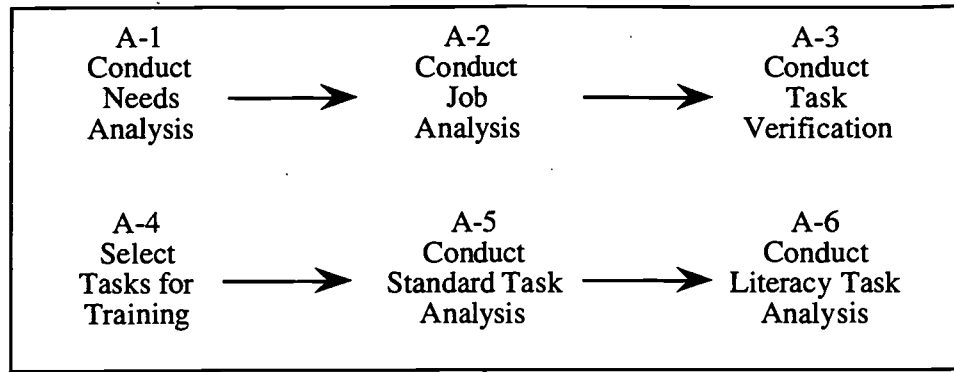 A-1
Conduct
Needs
Analysis
A-2
Conduct
Job
Analysis
A-3
Conduct
Task
Verification
A-4
Select
Tasks for
Training
A-5
Conduct
Standard Task
Analysis
A-6
Conduct
Literacy Task
Analysis